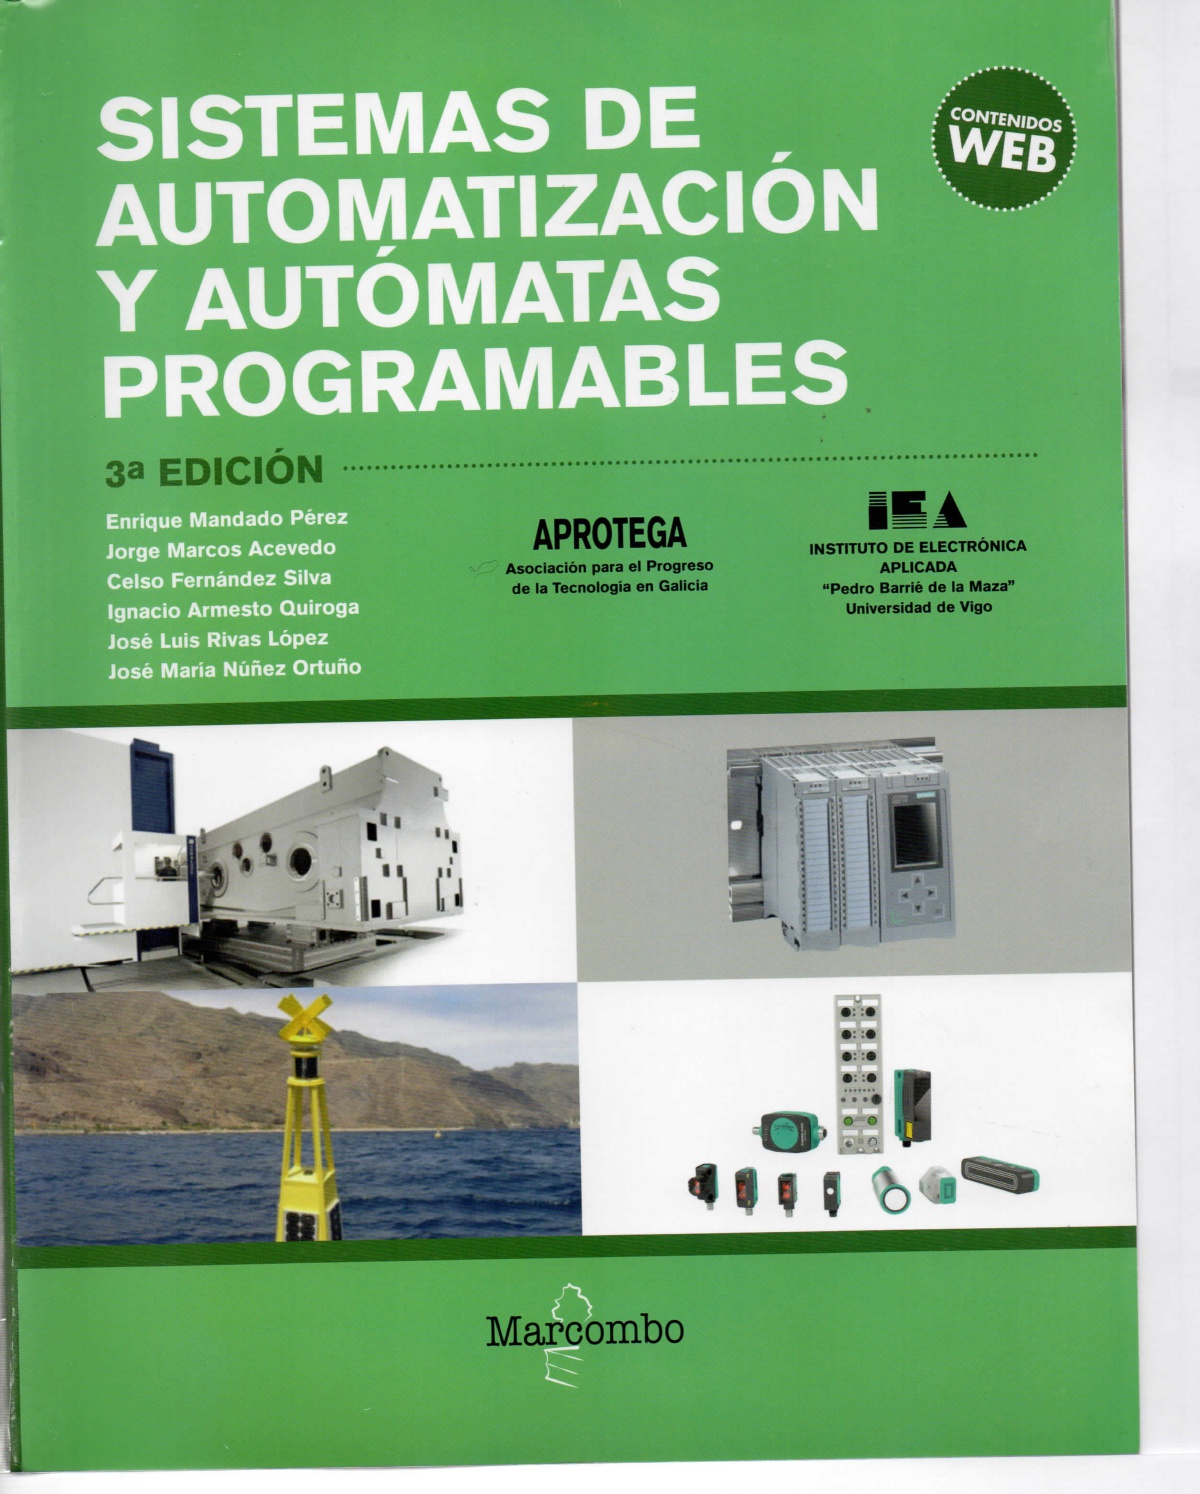 SISTEMAS DE
AUTOMATIZACIÓN
Y AUTÓMATAS
PROGRAMABLES
CONTENIDOS
WEB
3ª EDICIÓN
Enrique Mandado Pérez
Jorge Marcos Acevedo
Celso Fernández Silva
Ignacio Armesto Quiroga
José Luis Rivas López
José María Núñez Ortuño
APROTEGA
Asociación para el Progreso
de la Tecnología en Galicia
IEA
INSTITUTO DE ELECTRÓNICA
APLICADA
“Pedro Barrié de la Maza”
Universidad de Vigo
Marcombo